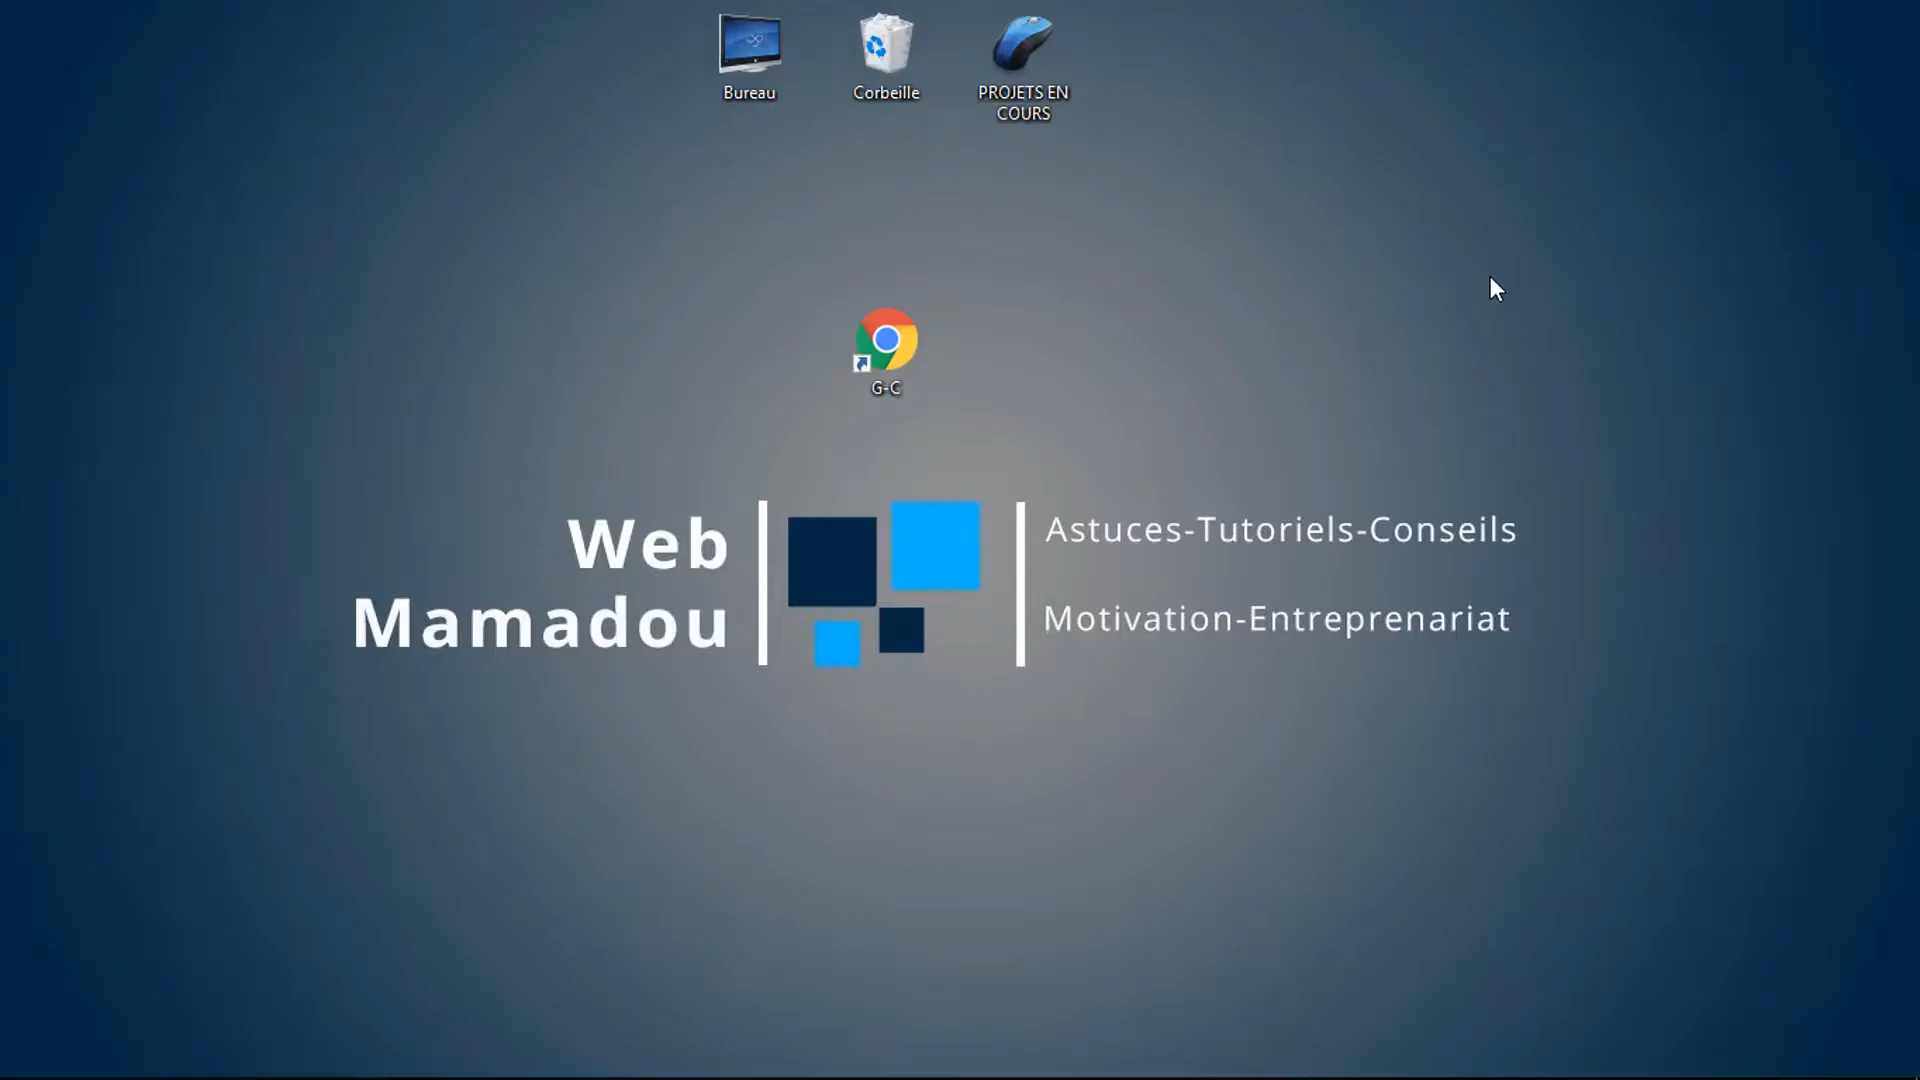 Bureau
Corbeille
PROJETS EN
COURS
G-C
Web
Mamadou
Astuces-Tutoriels-Conseils
Motivation-Entreprenariat